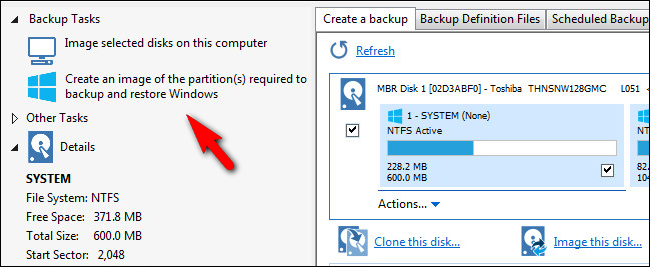 Backup Tasks
Image selected disks on this computer
Create an image of the partition(s) required to
backup and restore Windows
Other Tasks
Details
SYSTEM
File System: NTFS
Free Space: 371.8 MB
Total Size: 600.0 MB
Start Sector: 2,048
Create a backup
Backup Definition Files
Scheduled Backup
Refresh
MBR Disk 1 [02D3ABF0] - Toshiba THNSNW128GMC L051
1 - SYSTEM (None)
NTFS Active
228.2 MB
600.0 MB
Actions...
Clone this disk...
Image this disk...